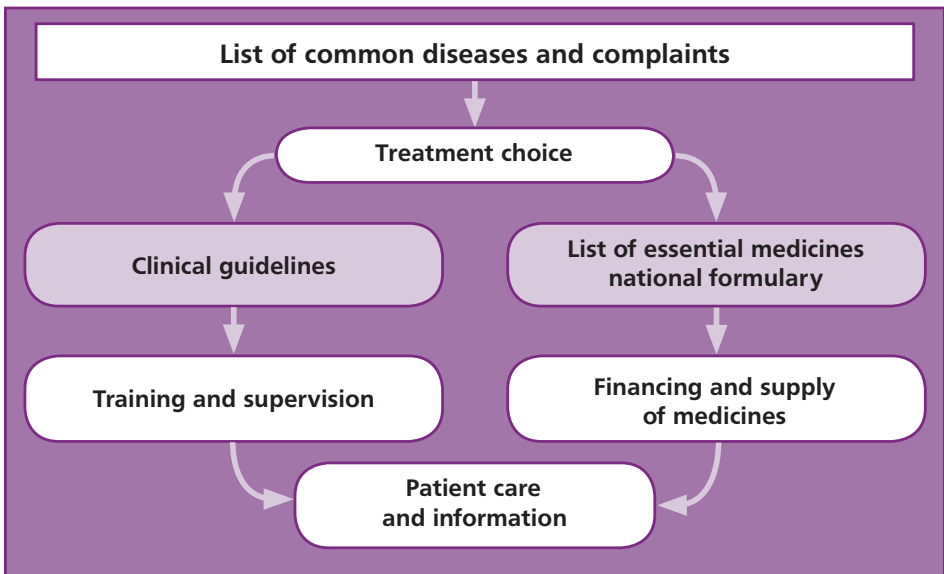 List of common diseases and complaints
Treatment choice
Clinical guidelines
List of essential medicines
national formulary
Training and supervision
Financing and supply
of medicines
Patient care
and information